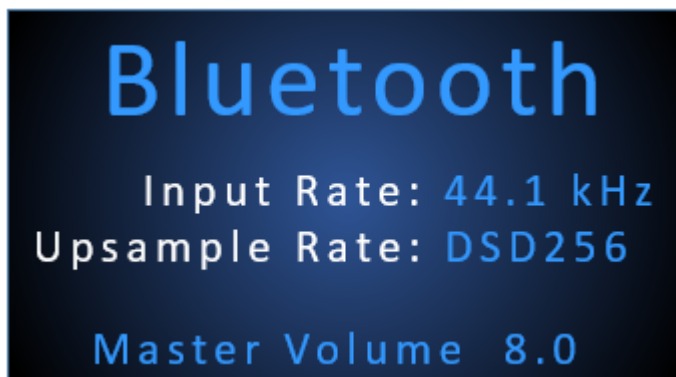 Bluetooth
Input Rate: 44.1 kHz
Upsample Rate: DSD256
Master Volume 8.0